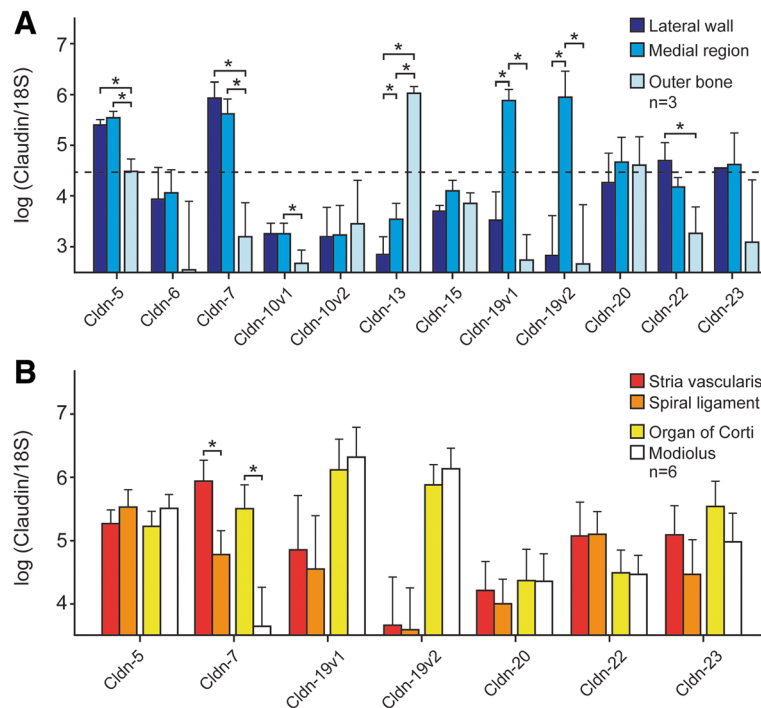 A
log (Claudin/18S)
7
6
5
4
3
Lateral wall
Medial region
Outer bone
n=3
* * * * * * * * * * * * *
Cldn-5
Cldn-6
Cldn-7
Cldn-10v1
Cldn-10v2
Cldn-13
Cldn-15
Cldn-19v1
Cldn-19v2
Cldn-20
Cldn-22
Cldn-23
B
log (Claudin/18S)
7
6
5
4
Stria vascularis
Spiral ligament
Organ of Corti
Modiolus
n=6
* *
Cldn-5
Cldn-7
Cldn-19v1
Cldn-19v2
Cldn-20
Cldn-22
Cldn-23